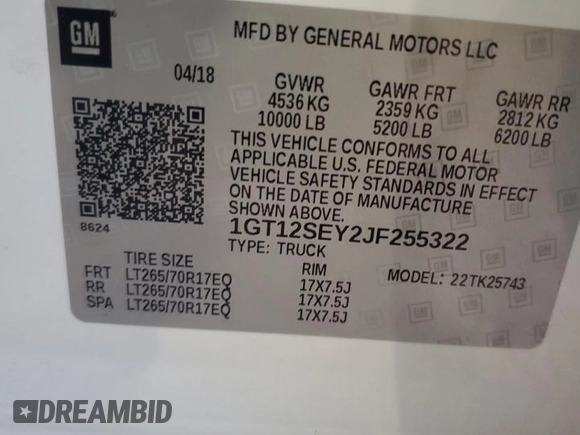 GM
MFD BY GENERAL MOTORS LLC
04/18 GVWR GAWR FRT GAWR RR
4536 KG 2359 KG 2812 KG
10000 LB 5200 LB 6200 LB
THIS VEHICLE CONFORMS TO ALL
APPLICABLE U.S. FEDERAL MOTOR
VEHICLE SAFETY STANDARDS IN EFFECT
ON THE DATE OF MANUFACTURE
SHOWN ABOVE.
8624
1GT12SEY2JF255322
TYPE: TRUCK
TIRE SIZE RIM MODEL: 22TK25743
FRT LT265/70R17EQ 17X7.5J
RR LT265/70R17EQ 17X7.5J
SPA LT265/70R17EQ 17X7.5J
DREAMBID